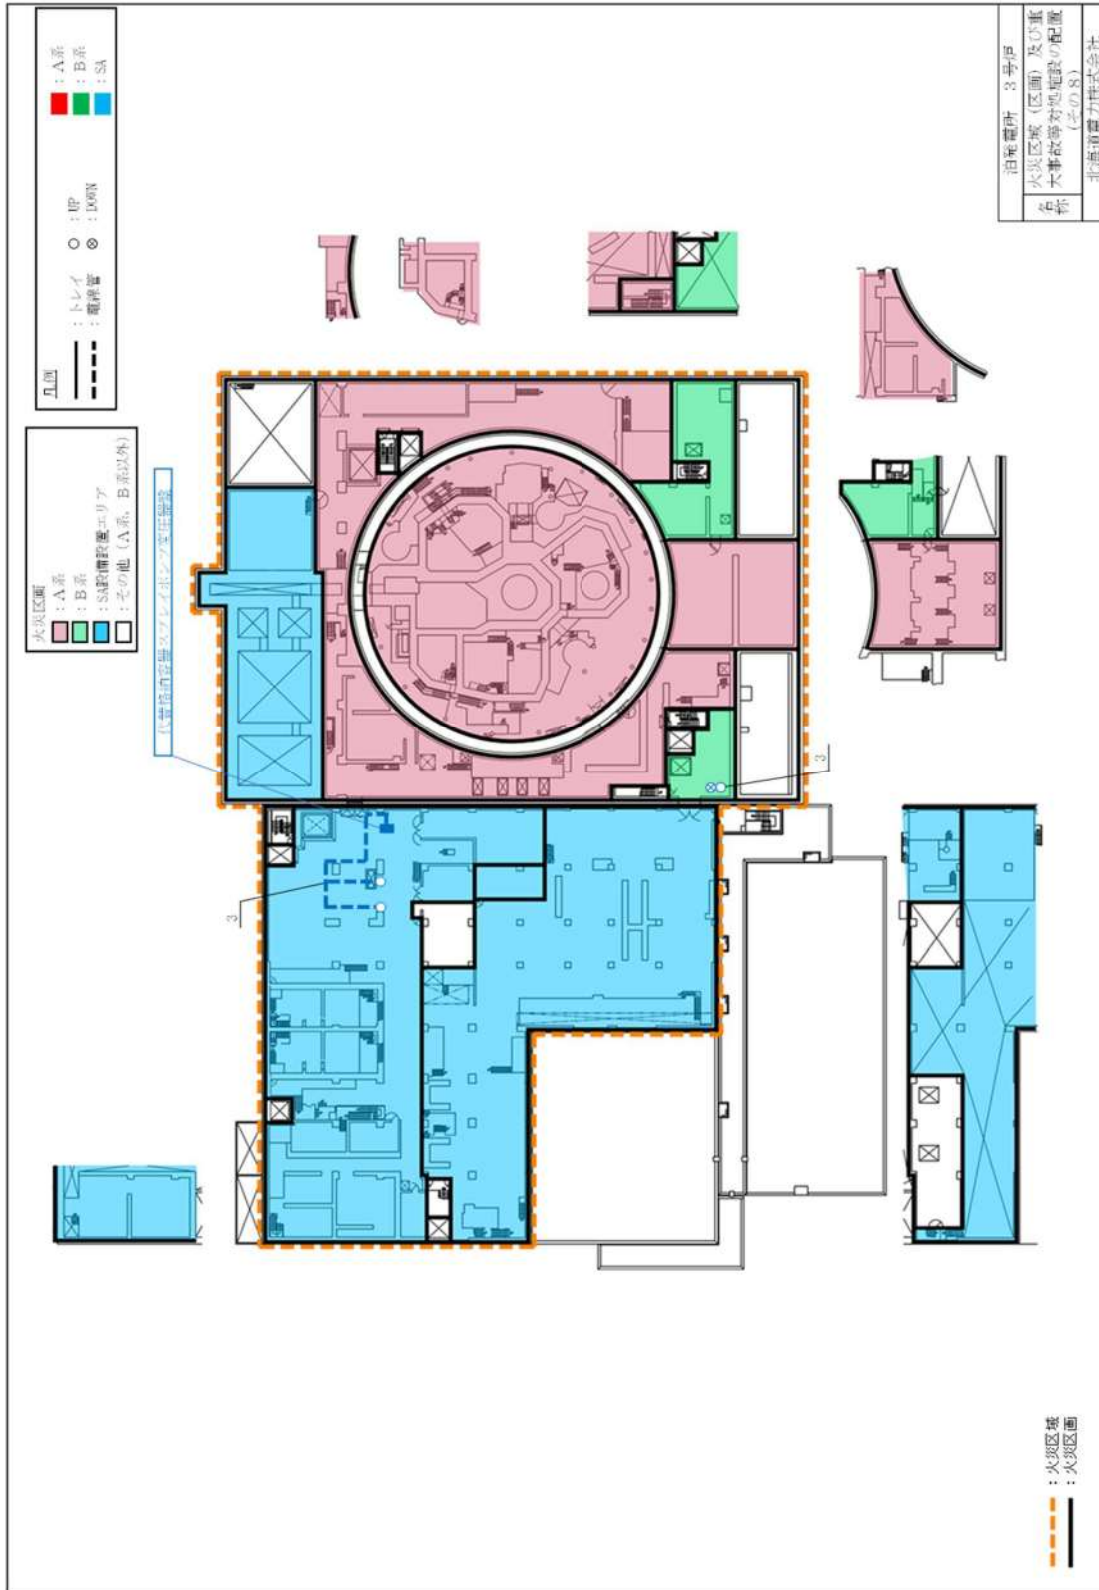 火災区画
：A系
：B系
：SA設備設置エリア
：その他（A系，B系以外）
凡例
：トレイ
：電線管
○ ：UP
⊗ ：DOWN
：A系
：B系
：SA
代替格納容器スプレイポンプ変圧器盤
3
3
：火災区域
：火災区画
泊発電所 3号炉
名称
火災区域（区画）及び重
大事故等対処施設の配置
（その8）
北海道電力株式会社